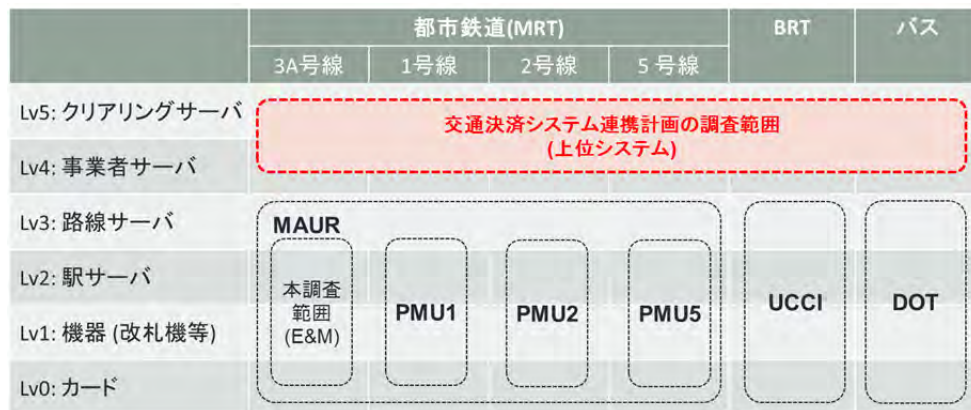 都市鉄道(MRT) BRT バス
3A号線 1号線 2号線 5 号線
Lv5: クリアリングサーバ
交通決済システム連携計画の調査範囲
(上位システム)
Lv4: 事業者サーバ
Lv3: 路線サーバ
MAUR
Lv2: 駅サーバ
本調査
範囲
(E&M)
PMU1 PMU2 PMU5 UCCI DOT
Lv1: 機器 (改札機等)
Lv0: カード